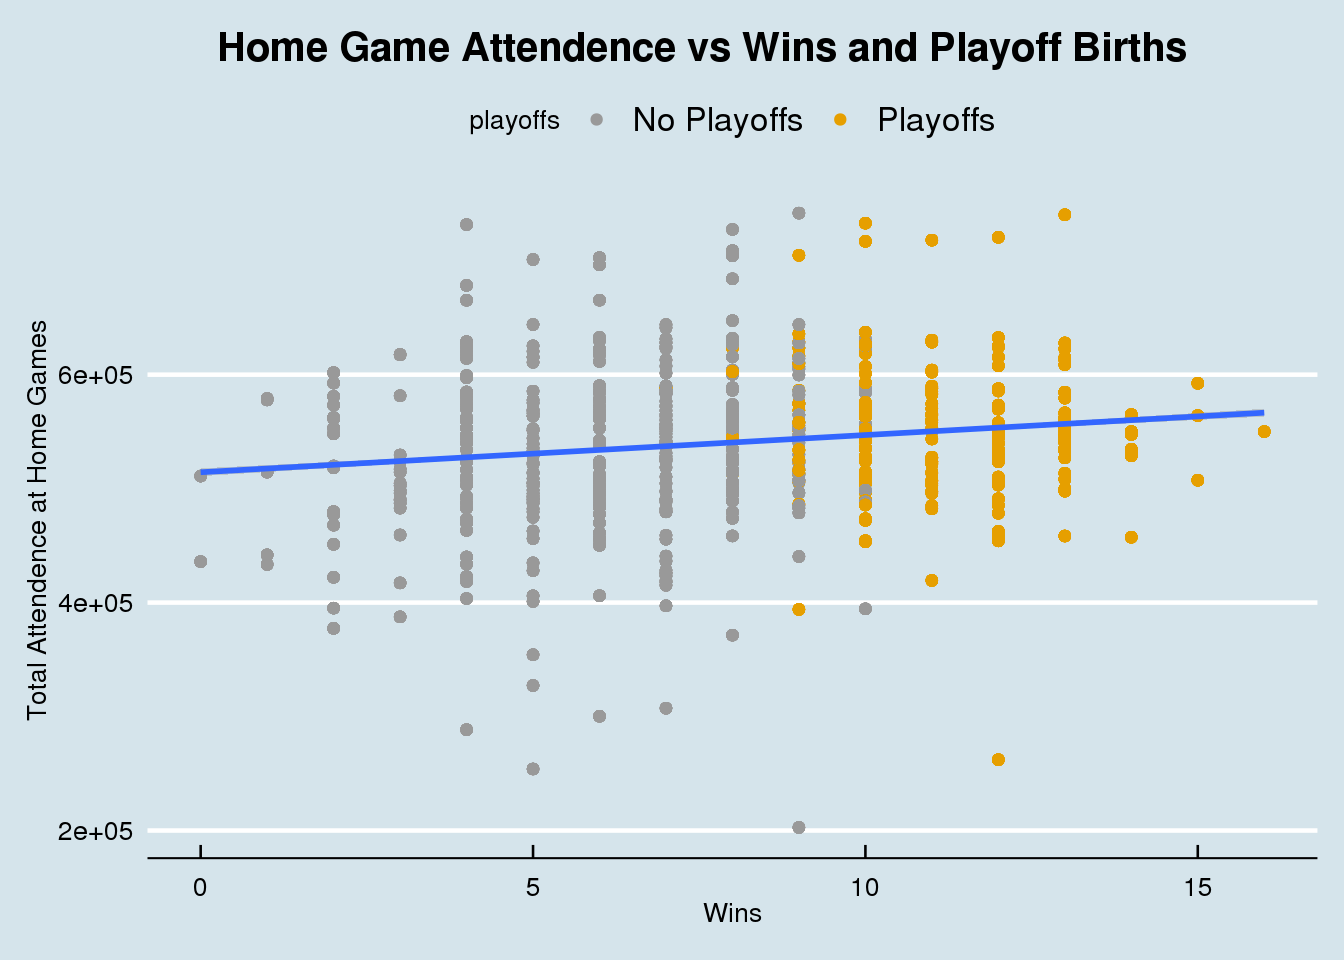 Home Game Attendence vs Wins and Playoff Births
playoffs No Playoffs Playoffs
Total Attendence at Home Games
6e+05
4e+05
2e+05
0 5 10 15
Wins